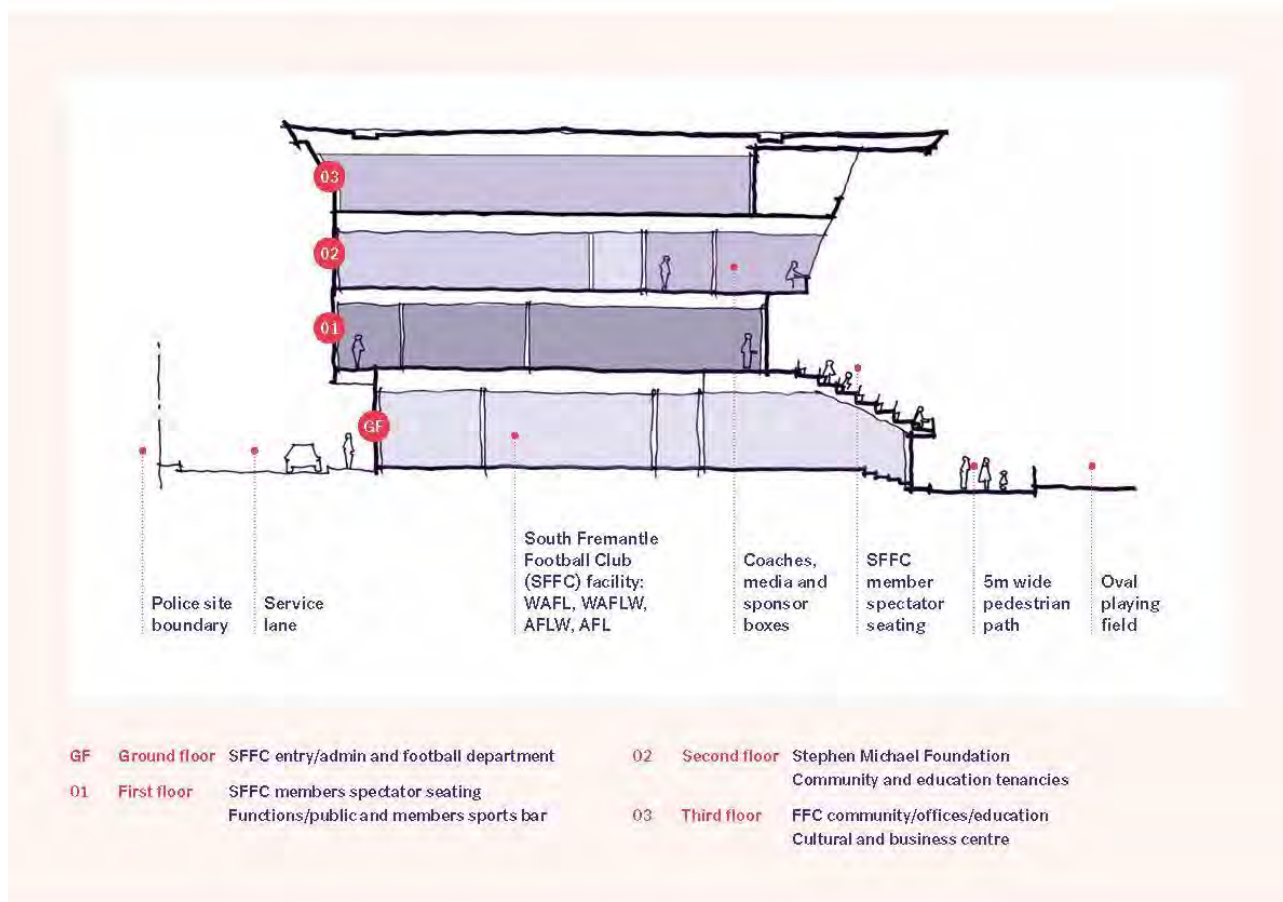 03
02
01
GF
Police site
boundary
Service
lane
South Fremantle
Football Club
(SFFC) facility:
WAFL, WAFLW,
AFLW, AFL
Coaches,
media and
sponsor
boxes
SFFC
member
spectator
seating
5m wide
pedestrian
path
Oval
playing
field
GF Ground floor SFFC entry/admin and football department
01 First floor SFFC members spectator seating
Functions/public and members sports bar
02 Second floor Stephen Michael Foundation
Community and education tenancies
03 Third floor FFC community/offices/education
Cultural and business centre